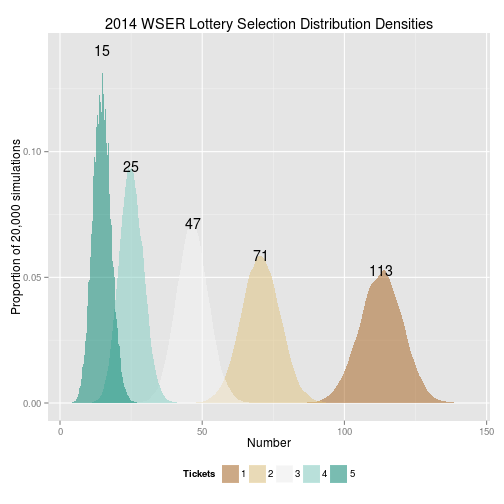 2014 WSER Lottery Selection Distribution Densities
15
25
47
71
113
Proportion of 20,000 simulations
0.10
0.05
0.00
0 50 100 150
Number
Tickets 1 2 3 4 5